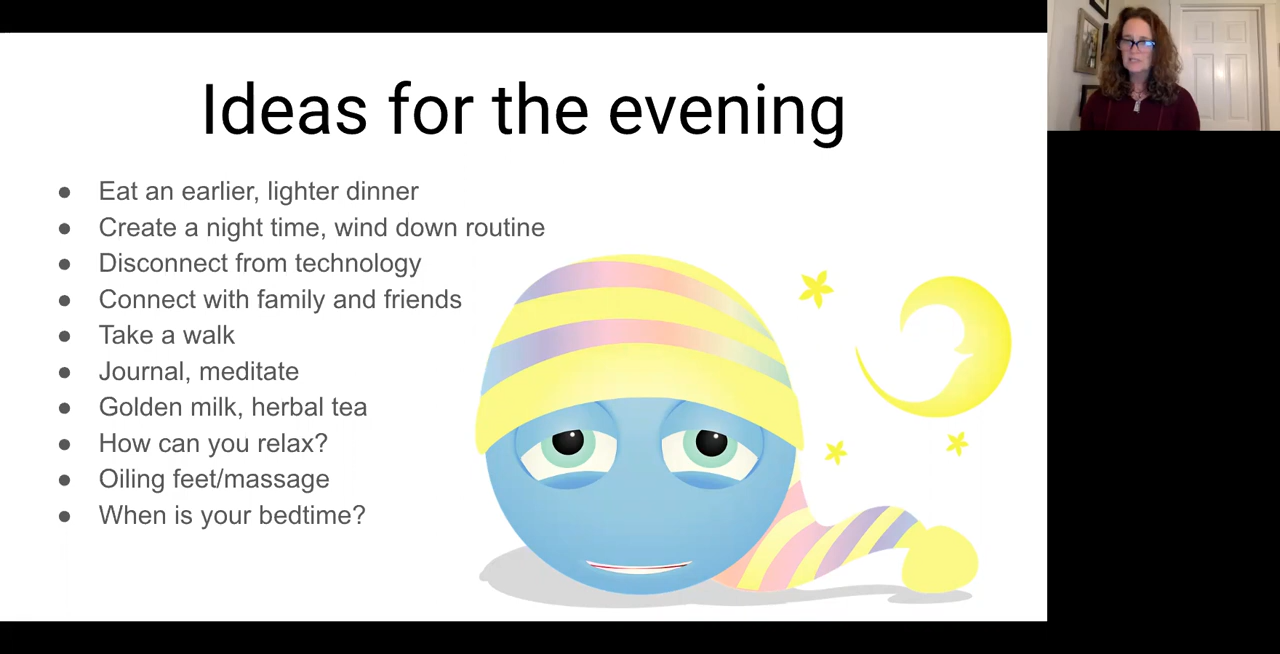 Ideas for the evening
● Eat an earlier, lighter dinner
● Create a night time, wind down routine
● Disconnect from technology
● Connect with family and friends
● Take a walk
● Journal, meditate
● Golden milk, herbal tea
● How can you relax?
● Oiling feet/massage
● When is your bedtime?